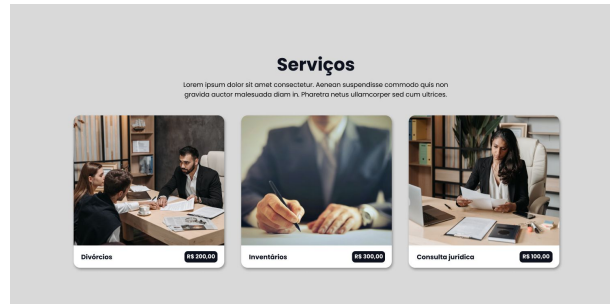 Serviços
Lorem ipsum dolor sit amet consectetur. Aenean suspendisse commodo quis non
gravida auctor malesuada diam in. Pharetra netus ullamcorper sed cum ultrices.
Divórcios
R$ 200,00
Inventários
R$ 300,00
Consulta jurídica
R$ 100,00